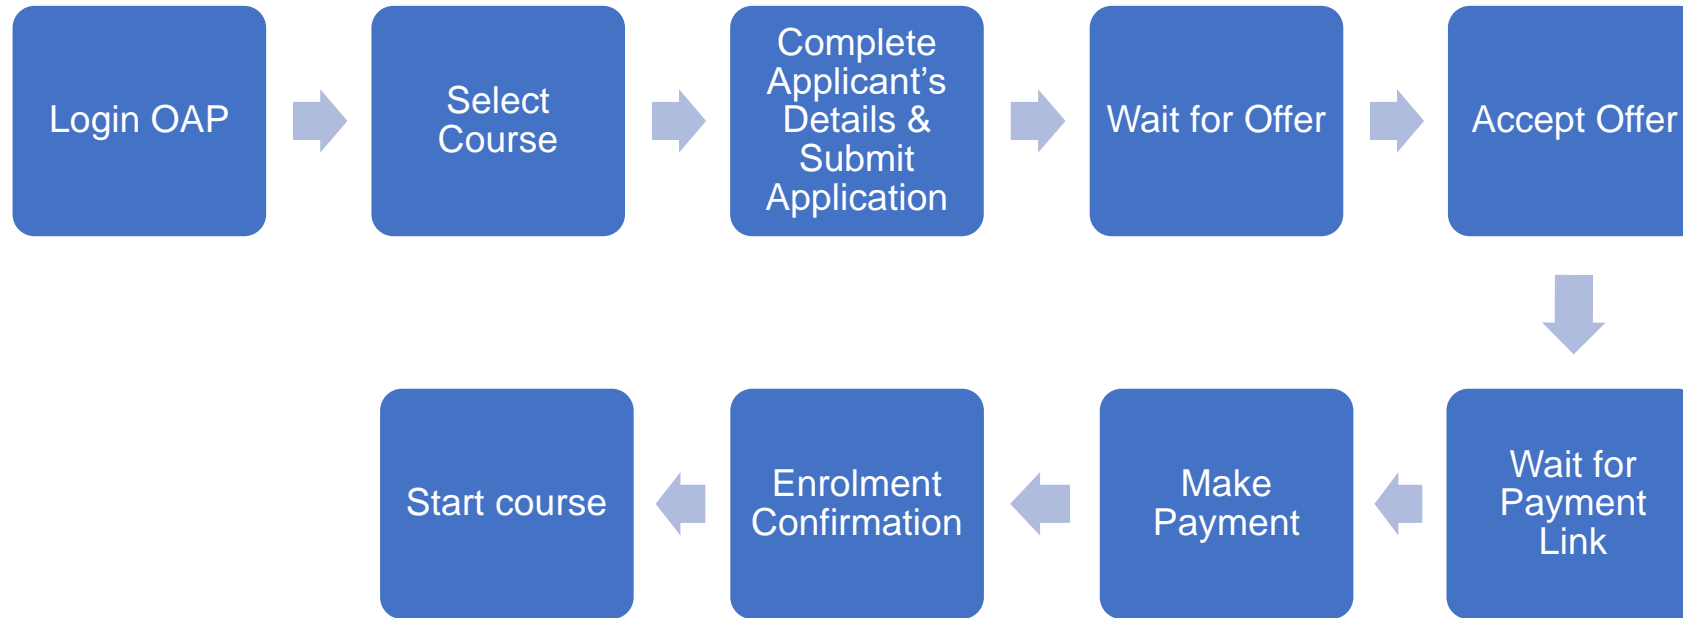 Login OAP
Select
Course
Complete
Applicant’s
Details &
Submit
Application
Wait for Offer
Accept Offer
Wait for
Payment
Link
Make
Payment
Enrolment
Confirmation
Start course